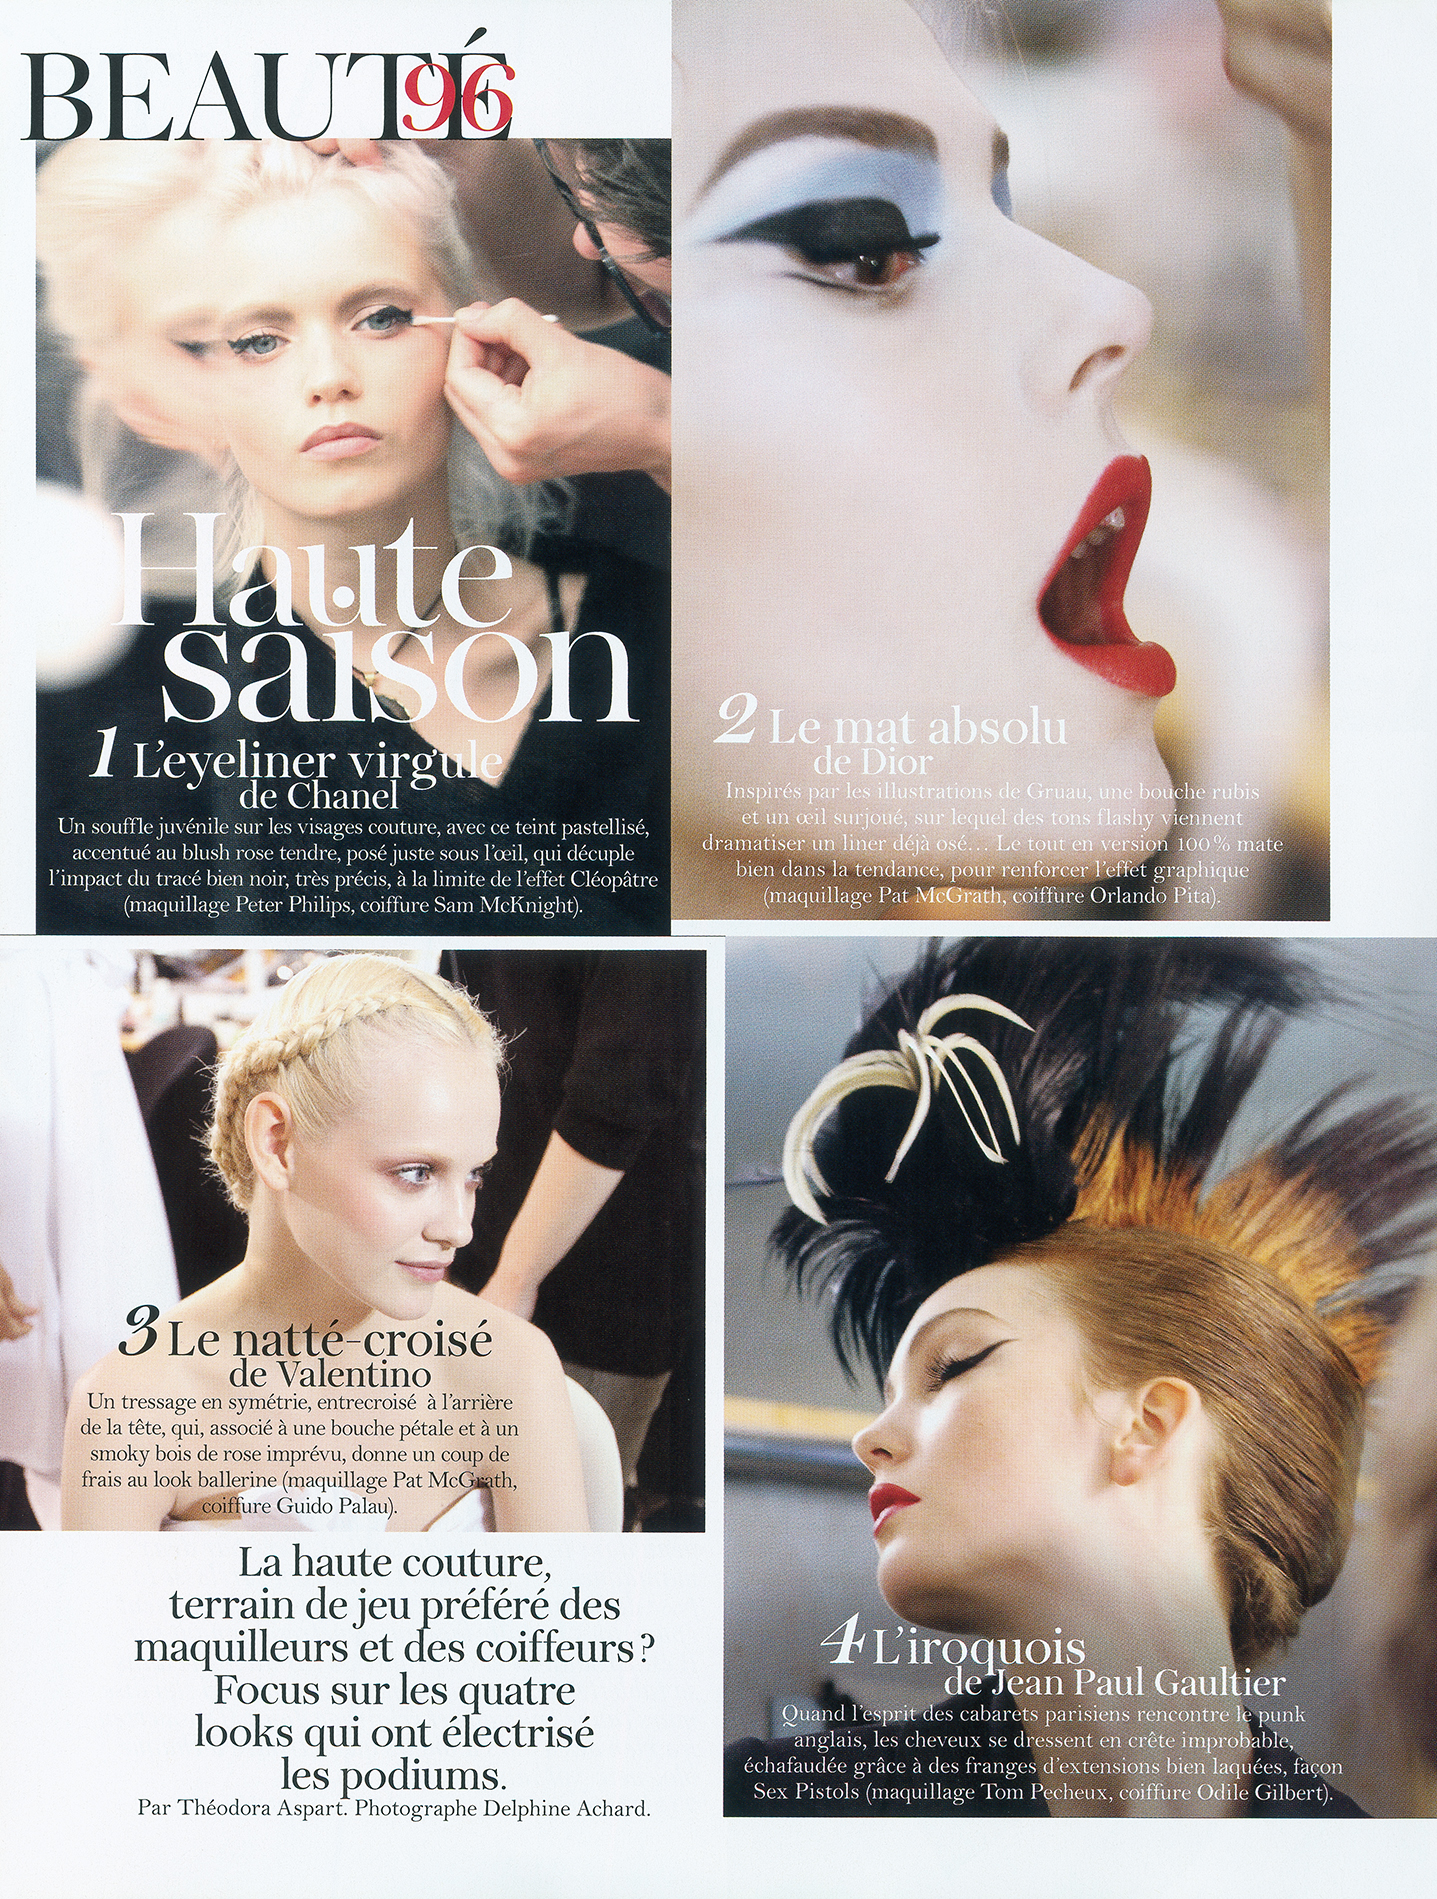 BEAUTÉ
96
Haute
saison
1 L’eyeliner virgule
de Chanel
Un souffle juvénile sur les visages couture, avec ce teint pastellisé,
accentué au blush rose tendre, posé juste sous l’œil, qui décuple
l’impact du tracé bien noir, très précis, à la limite de l’effet Cléopâtre
(maquillage Peter Philips, coiffure Sam McKnight).
2 Le mat absolu
de Dior
Inspirés par les illustrations de Gruau, une bouche rubis
et un œil surjoué, sur lequel des tons flashy viennent
dramatiser un liner déjà osé… Le tout en version 100 % mate
bien dans la tendance, pour renforcer l’effet graphique
(maquillage Pat McGrath, coiffure Orlando Pita).
3 Le natté-croisé
de Valentino
Un tressage en symétrie, entrecroisé à l’arrière
de la tête, qui, associé à une bouche pétale et à un
smoky bois de rose imprévu, donne un coup de
frais au look ballerine (maquillage Pat McGrath,
coiffure Guido Palau).
La haute couture,
terrain de jeu préféré des
maquilleurs et des coiffeurs ?
Focus sur les quatre
looks qui ont électrisé
les podiums.
Par Théodora Aspart. Photographe Delphine Achard.
4 L’iroquois
de Jean Paul Gaultier
Quand l’esprit des cabarets parisiens rencontre le punk
anglais, les cheveux se dressent en crête improbable,
échafaudée grâce à des franges d’extensions bien laquées, façon
Sex Pistols (maquillage Tom Pecheux, coiffure Odile Gilbert).